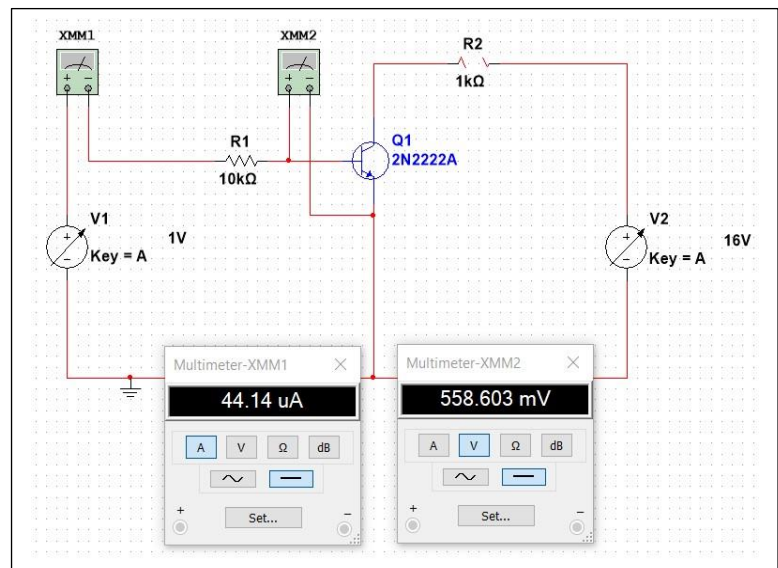 XMM1
XMM2
R2
1kΩ
R1
10kΩ
Q1
2N2222A
V1
1V
Key = A
V2
16V
Key = A
Multimeter-XMM1 ×
44.14 uA
A V Ω dB
+ Set... −
Multimeter-XMM2 ×
558.603 mV
A V Ω dB
+ Set... −